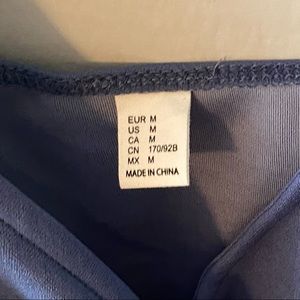 EUR M
US M
CA M
CN 170/92B
MX M
MADE IN CHINA